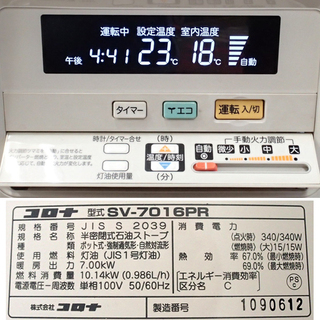 運転中 設定温度 室内温度
午後 4:41 23℃ 18℃ 自動
タイマー エコ 運転 入/切
時計/タイマー合せ
(時)
温度/時刻
(分)
灯油使用量
手動火力調節
自動 微少 小 中 大
コロナ 型式 SV-7016PR
規格番号 JIS S 2039
規格名称 半密閉式石油ストーブ
型式の種類 ポット式・強制通気形・自然対流形
使用燃料 灯油(JIS1号灯油)
暖房出力 7.00kW
燃料消費量 10.14kW (0.986L/h)
電源電圧・周波数 単相100V 50/60Hz
消費電力
(点火時) 340/340W
(燃焼時) (大)15/15W
熱効率 67.0%(最小燃焼時)
69.0%(最大燃焼時)
[エネルギー消費効率]
区分名 C
株式会社 コロナ
製造番号 1090612